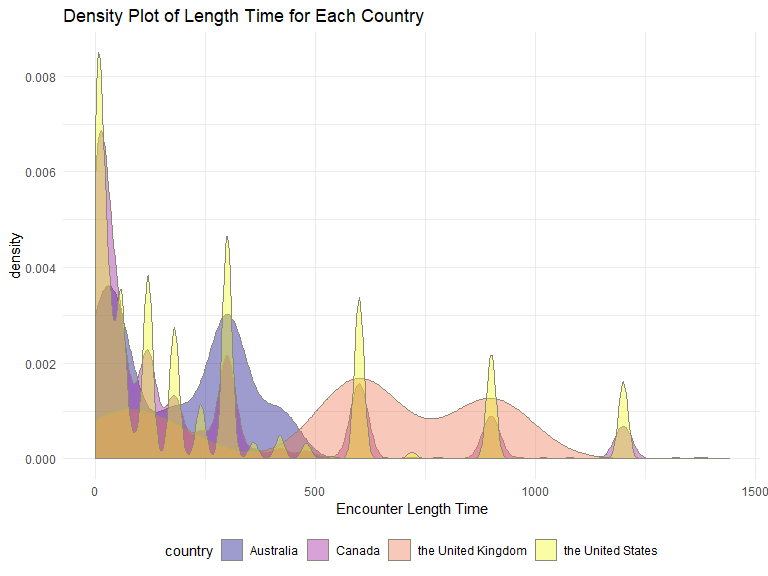 Density Plot of Length Time for Each Country
density
0.008
0.006
0.004
0.002
0.000
0 500 1000 1500
Encounter Length Time
country Australia Canada the United Kingdom the United States